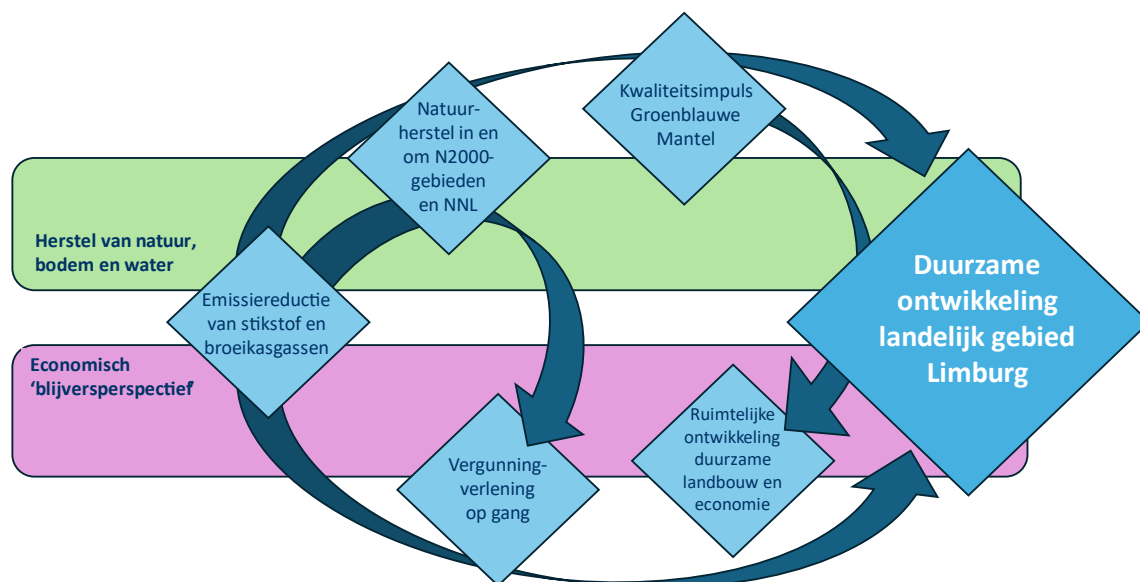 Natuur-
herstel in en
om N2000-
gebieden
en NNL
Kwaliteitsimpuls
Groenblauwe
Mantel
Herstel van natuur,
bodem en water
Emissiereductie
van stikstof en
broeikasgassen
Duurzame
ontwikkeling
landelijk gebied
Limburg
Economisch
‘blijversperspectief’
Vergunning-
verlening
op gang
Ruimtelijke
ontwikkeling
duurzame
landbouw en
economie